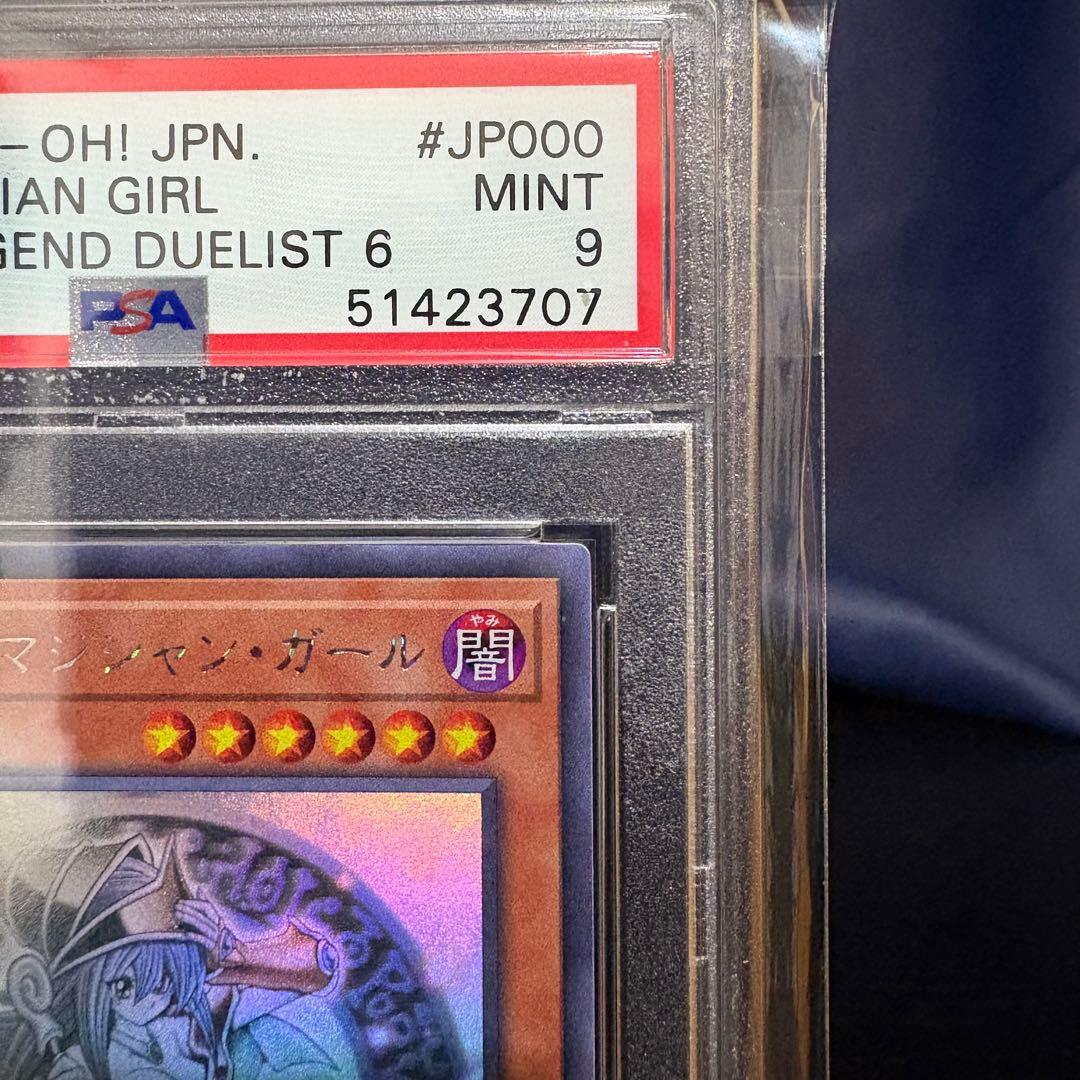 –OH! JPN. #JP000
IAN GIRL MINT
GEND DUELIST 6 9
PSA 51423707
マジシャン・ガール
やみ
闇